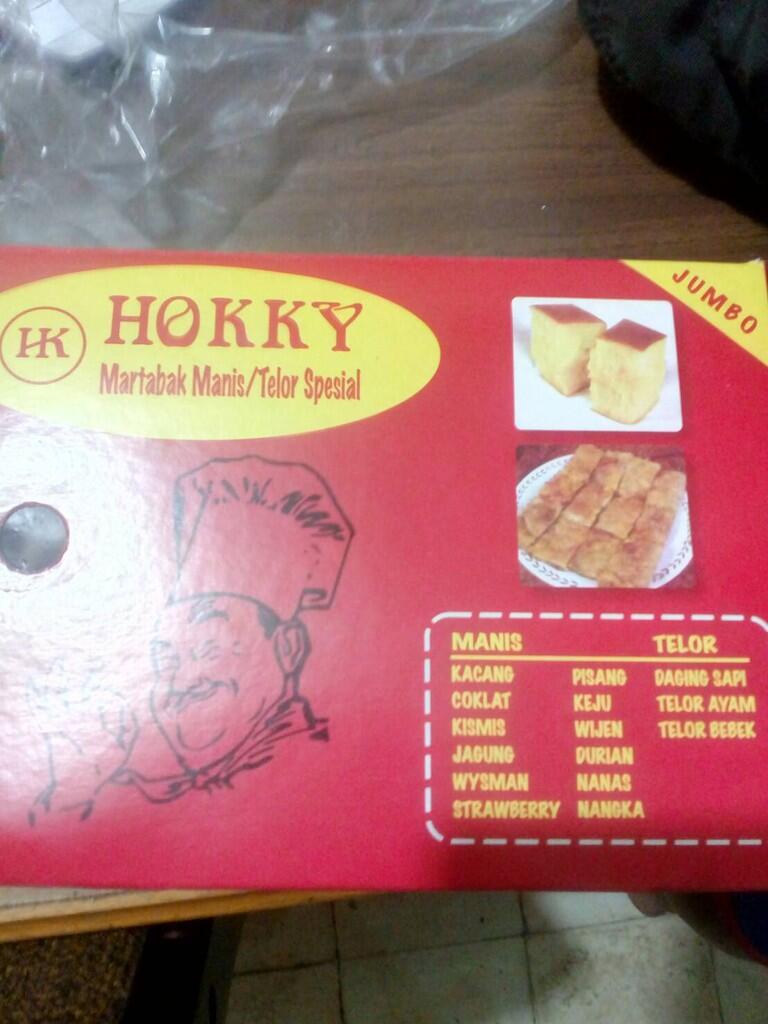 JUMBO
HK
HOKKY
Martabak Manis/Telor Spesial
MANIS TELOR
KACANG PISANG DAGING SAPI
COKLAT KEJU TELOR AYAM
KISMIS WIJEN TELOR BEBEK
JAGUNG DURIAN
WYSMAN NANAS
STRAWBERRY NANGKA